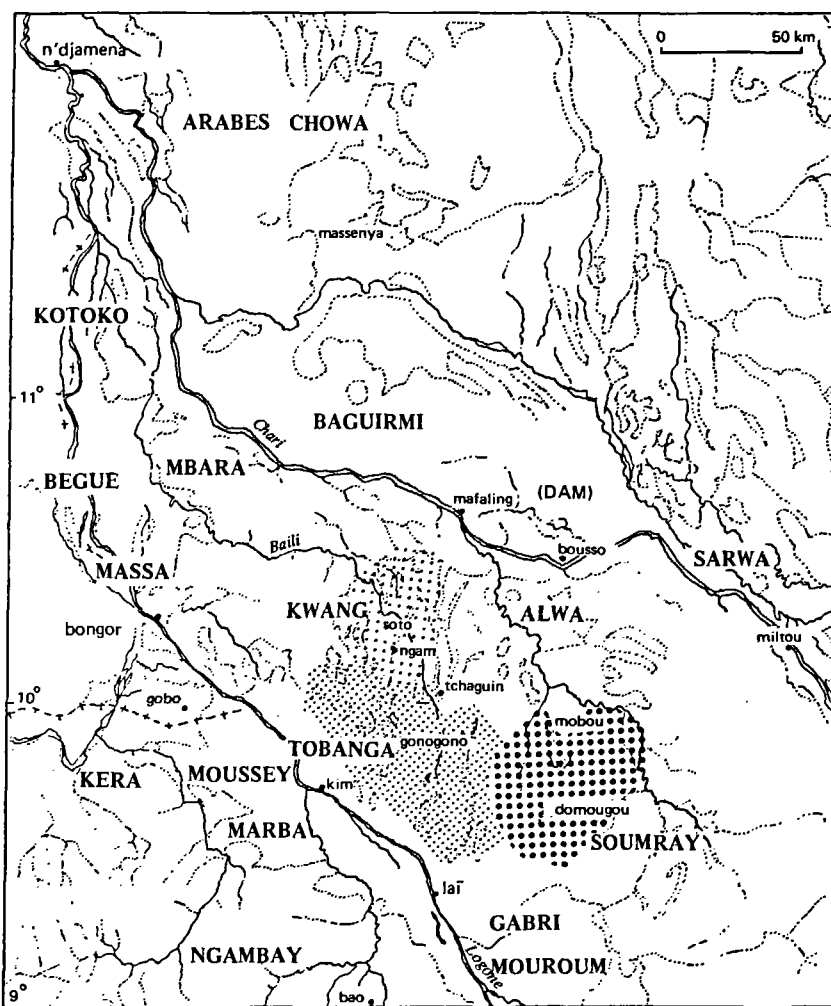 n'djamena
0 50 km
ARABES CHOWA
massenya
KOTOKO
11°
BAGUIRMI
Chari
MBARA
BEGUE
mafaling
(DAM)
Baili
bousso
SARWA
MASSA
KWANG
ALWA
soto
bongor
ngam
miltou
tchaguin
gobo
10°
mobou
gonogono
TOBANGA
KERA
MOUSSEY
kim
domougou
MARBA
SOUMRAY
laï
GABRI
NGAMBAY
Logone
MOUROUM
9°
bao